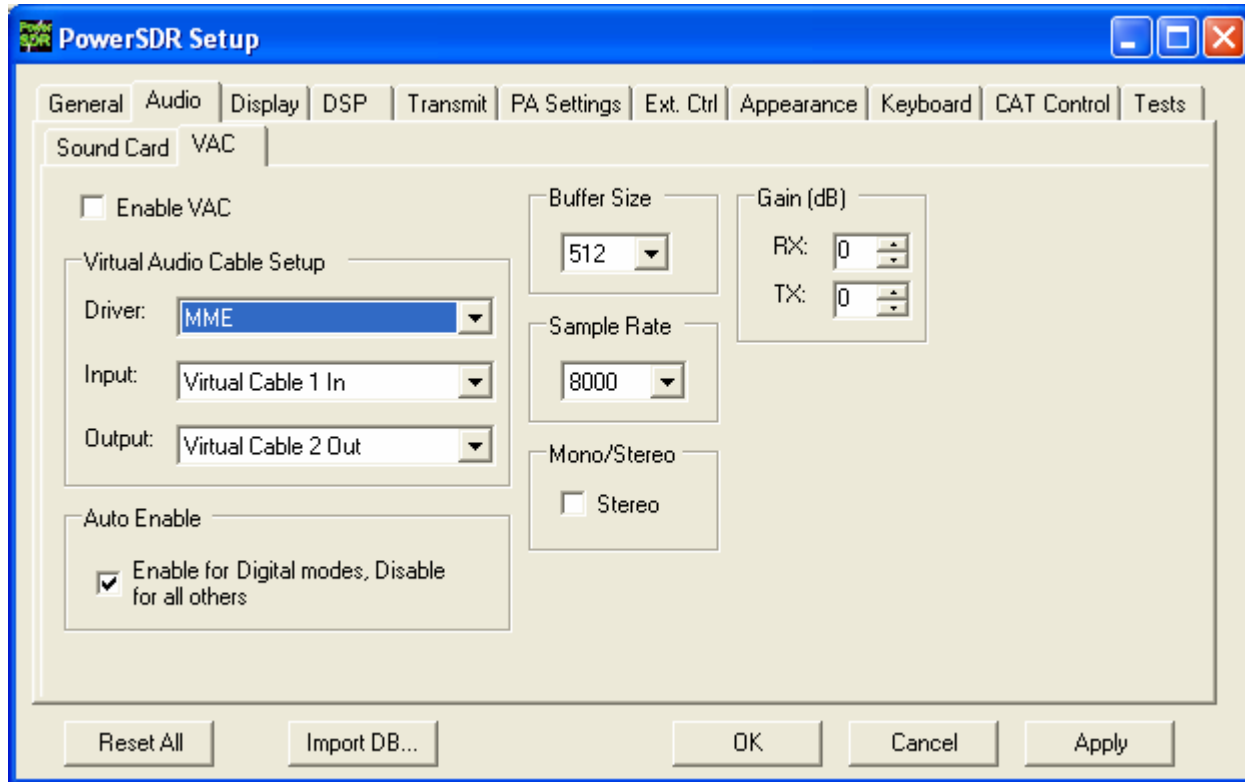 PowerSDR Setup
General Audio Display DSP Transmit PA Settings Ext. Ctrl Appearance Keyboard CAT Control Tests
Sound Card VAC
Enable VAC
Virtual Audio Cable Setup
Driver: MME
Input: Virtual Cable 1 In
Output: Virtual Cable 2 Out
Auto Enable
Enable for Digital modes, Disable
for all others
Buffer Size
512
Sample Rate
8000
Mono/Stereo
Stereo
Gain (dB)
RX: 0
TX: 0
Reset All Import DB... OK Cancel Apply